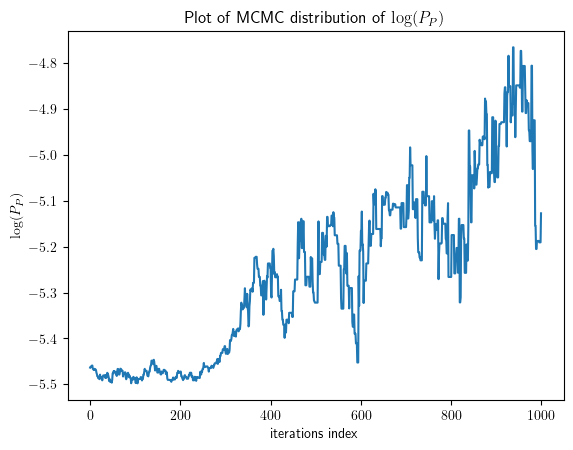 Plot of MCMC distribution of log(P_P)
−4.8
−4.9
−5.0
−5.1
−5.2
−5.3
−5.4
−5.5
log(P_P)
0 200 400 600 800 1000
iterations index